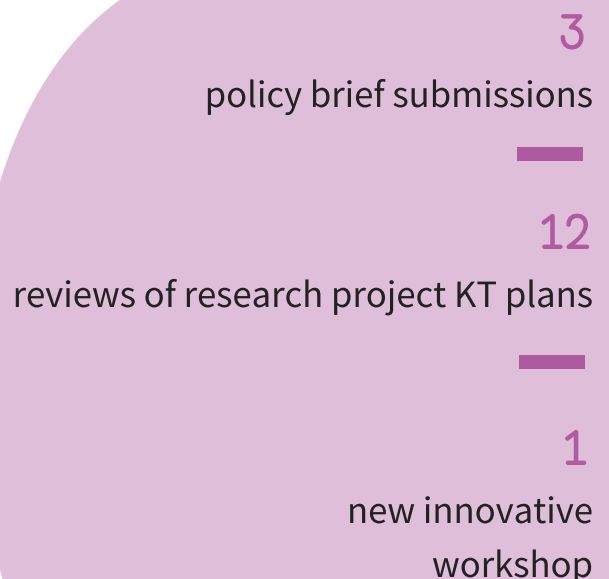 3
policy brief submissions
12
reviews of research project KT plans
1
new innovative
workshop